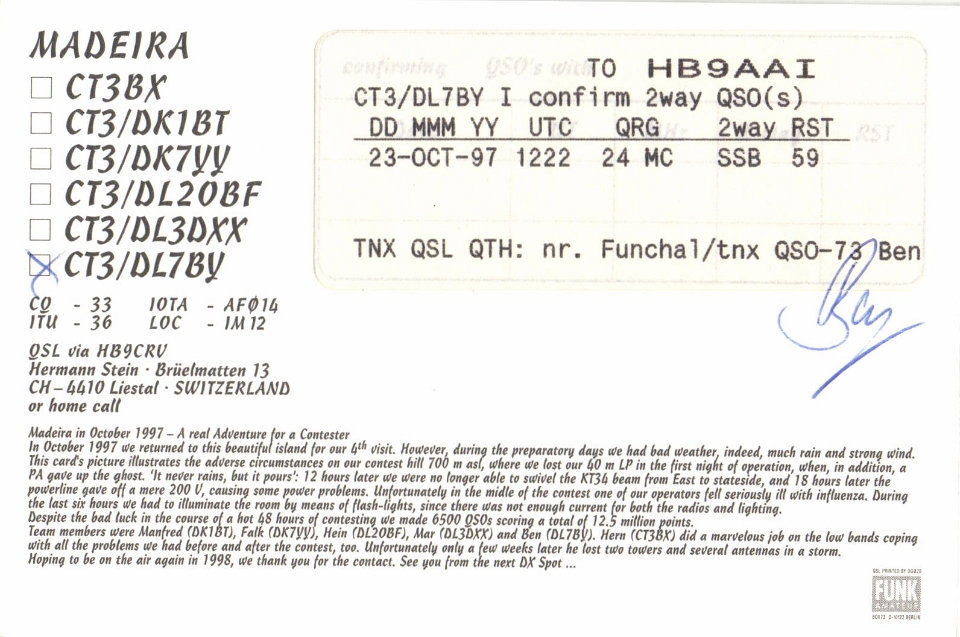 MADEIRA
CT3BX
CT3/DK1BT
CT3/DK7YY
CT3/DL2OBF
CT3/DL3DXX
CT3/DL7BY
CQ - 33 IOTA - AFØ14
ITU - 36 LOC - IM12
QSL via HB9CRV
Hermann Stein · Brüelmatten 13
CH – 4410 Liestal · SWITZERLAND
or home call
confirming QSO's with
TO HB9AAI
CT3/DL7BY I confirm 2way QSO(s)
DD MMM YY UTC QRG 2way RST
RST
23-OCT-97 1222 24 MC SSB 59
TNX QSL QTH: nr. Funchal/tnx QSO-73 Ben
Madeira in October 1997 – A real Adventure for a Contester
In October 1997 we returned to this beautiful island for our 4th visit. However, during the preparatory days we had bad weather, indeed, much rain and strong wind.
This card's picture illustrates the adverse circumstances on our contest hill 700 m asl, where we lost our 40 m LP in the first night of operation, when, in addition, a
PA gave up the ghost. 'It never rains, but it pours': 12 hours later we were no longer able to swivel the KT34 beam from East to stateside, and 18 hours later the
powerline gave off a mere 200 V, causing some power problems. Unfortunately in the middle of the contest one of our operators fell seriously ill with influenza. During
the last six hours we had to illuminate the room by means of flash-lights, since there was not enough current for both the radios and lighting.
Despite the bad luck in the course of a hot 48 hours of contesting we made 6500 QSOs scoring a total of 12.5 million points.
Team members were Manfred (DK1BT), Falk (DK7YY), Hein (DL2OBF), Mar (DL3DXX) and Ben (DL7BY). Hern (CT3BX) did a marvelous job on the low bands coping
with all the problems we had before and after the contest, too. Unfortunately only a few weeks later he lost two towers and several antennas in a storm.
Hoping to be on the air again in 1998, we thank you for the contact. See you from the next DX Spot ...
QSL PRINTED BY
FUNK
AMATEUR
BERLIN